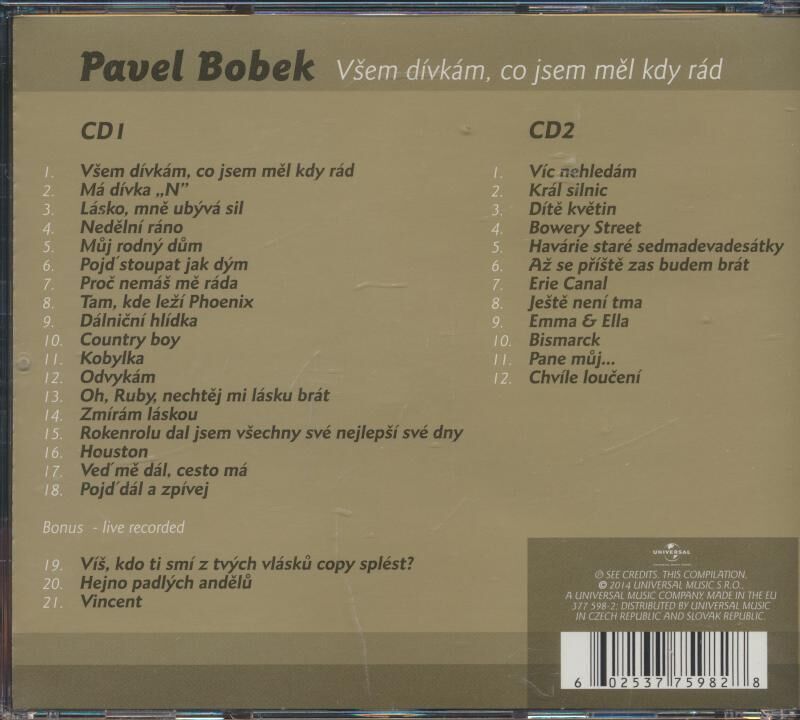 Pavel Bobek Všem dívkám, co jsem měl kdy rád
CD1
1. Všem dívkám, co jsem měl kdy rád
2. Má dívka „N”
3. Lásko, mně ubývá sil
4. Nedělní ráno
5. Můj rodný dům
6. Pojď stoupat jak dým
7. Proč nemáš mě ráda
8. Tam, kde leží Phoenix
9. Dálniční hlídka
10. Country boy
11. Kobylka
12. Odvykám
13. Oh, Ruby, nechtěj mi lásku brát
14. Zmírám láskou
15. Rokenrolu dal jsem všechny své nejlepší své dny
16. Houston
17. Veď mě dál, cesto má
18. Pojď dál a zpívej
Bonus - live recorded
19. Víš, kdo ti smí z tvých vlásků copy splést?
20. Hejno padlých andělů
21. Vincent
CD2
1. Víc nehledám
2. Král silnic
3. Dítě květin
4. Bowery Street
5. Havárie staré sedmadevadesátky
6. Až se příště zas budem brát
7. Erie Canal
8. Ještě není tma
9. Emma & Ella
10. Bismarck
11. Pane můj...
12. Chvíle loučení
UNIVERSAL
℗ SEE CREDITS. THIS COMPILATION,
© 2014 UNIVERSAL MUSIC S.R.O.,
A UNIVERSAL MUSIC COMPANY, MADE IN THE EU
377 598-2; DISTRIBUTED BY UNIVERSAL MUSIC
IN CZECH REPUBLIC AND SLOVAK REPUBLIC.
6 02537 75982 8